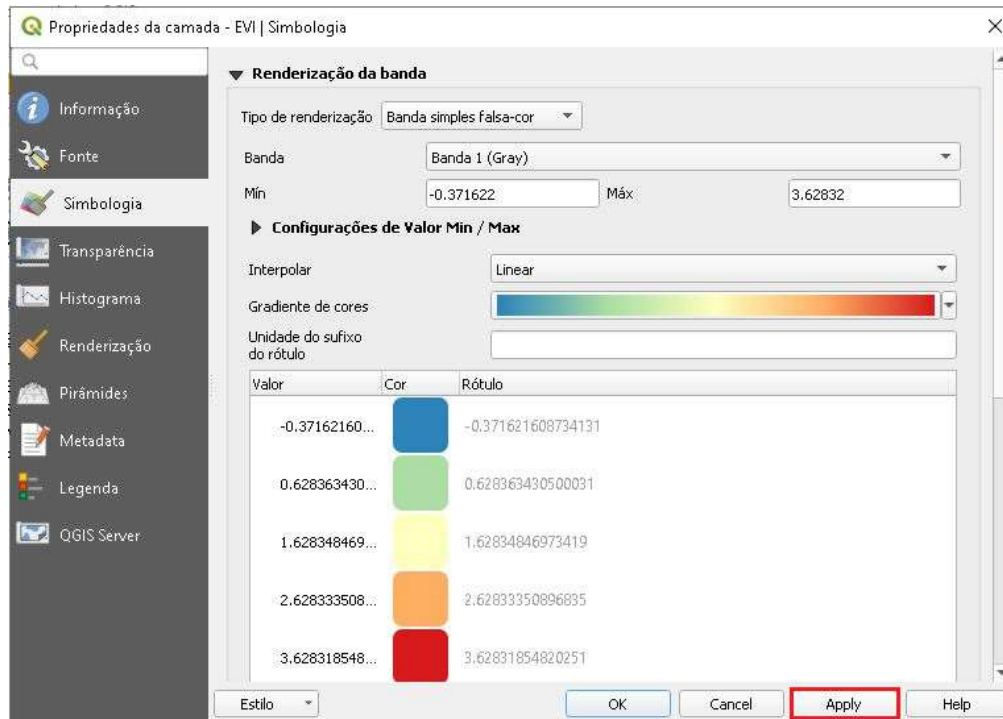 Propriedades da camada - EVI | Simbologia
Informação
Fonte
Simbologia
Transparência
Histograma
Renderização
Pirâmides
Metadata
Legenda
QGIS Server
Renderização da banda
Tipo de renderização Banda simples falsa-cor
Banda Banda 1 (Gray)
Mín -0.371622 Máx 3.62832
Configurações de Valor Min / Max
Interpolar Linear
Gradiente de cores
Unidade do sufixo
do rótulo
Valor Cor Rótulo
-0.37162160... -0.371621608734131
0.628363430... 0.628363430500031
1.628348469... 1.62834846973419
2.628333508... 2.62833350896835
3.628318548... 3.62831854820251
Estilo OK Cancel Apply Help